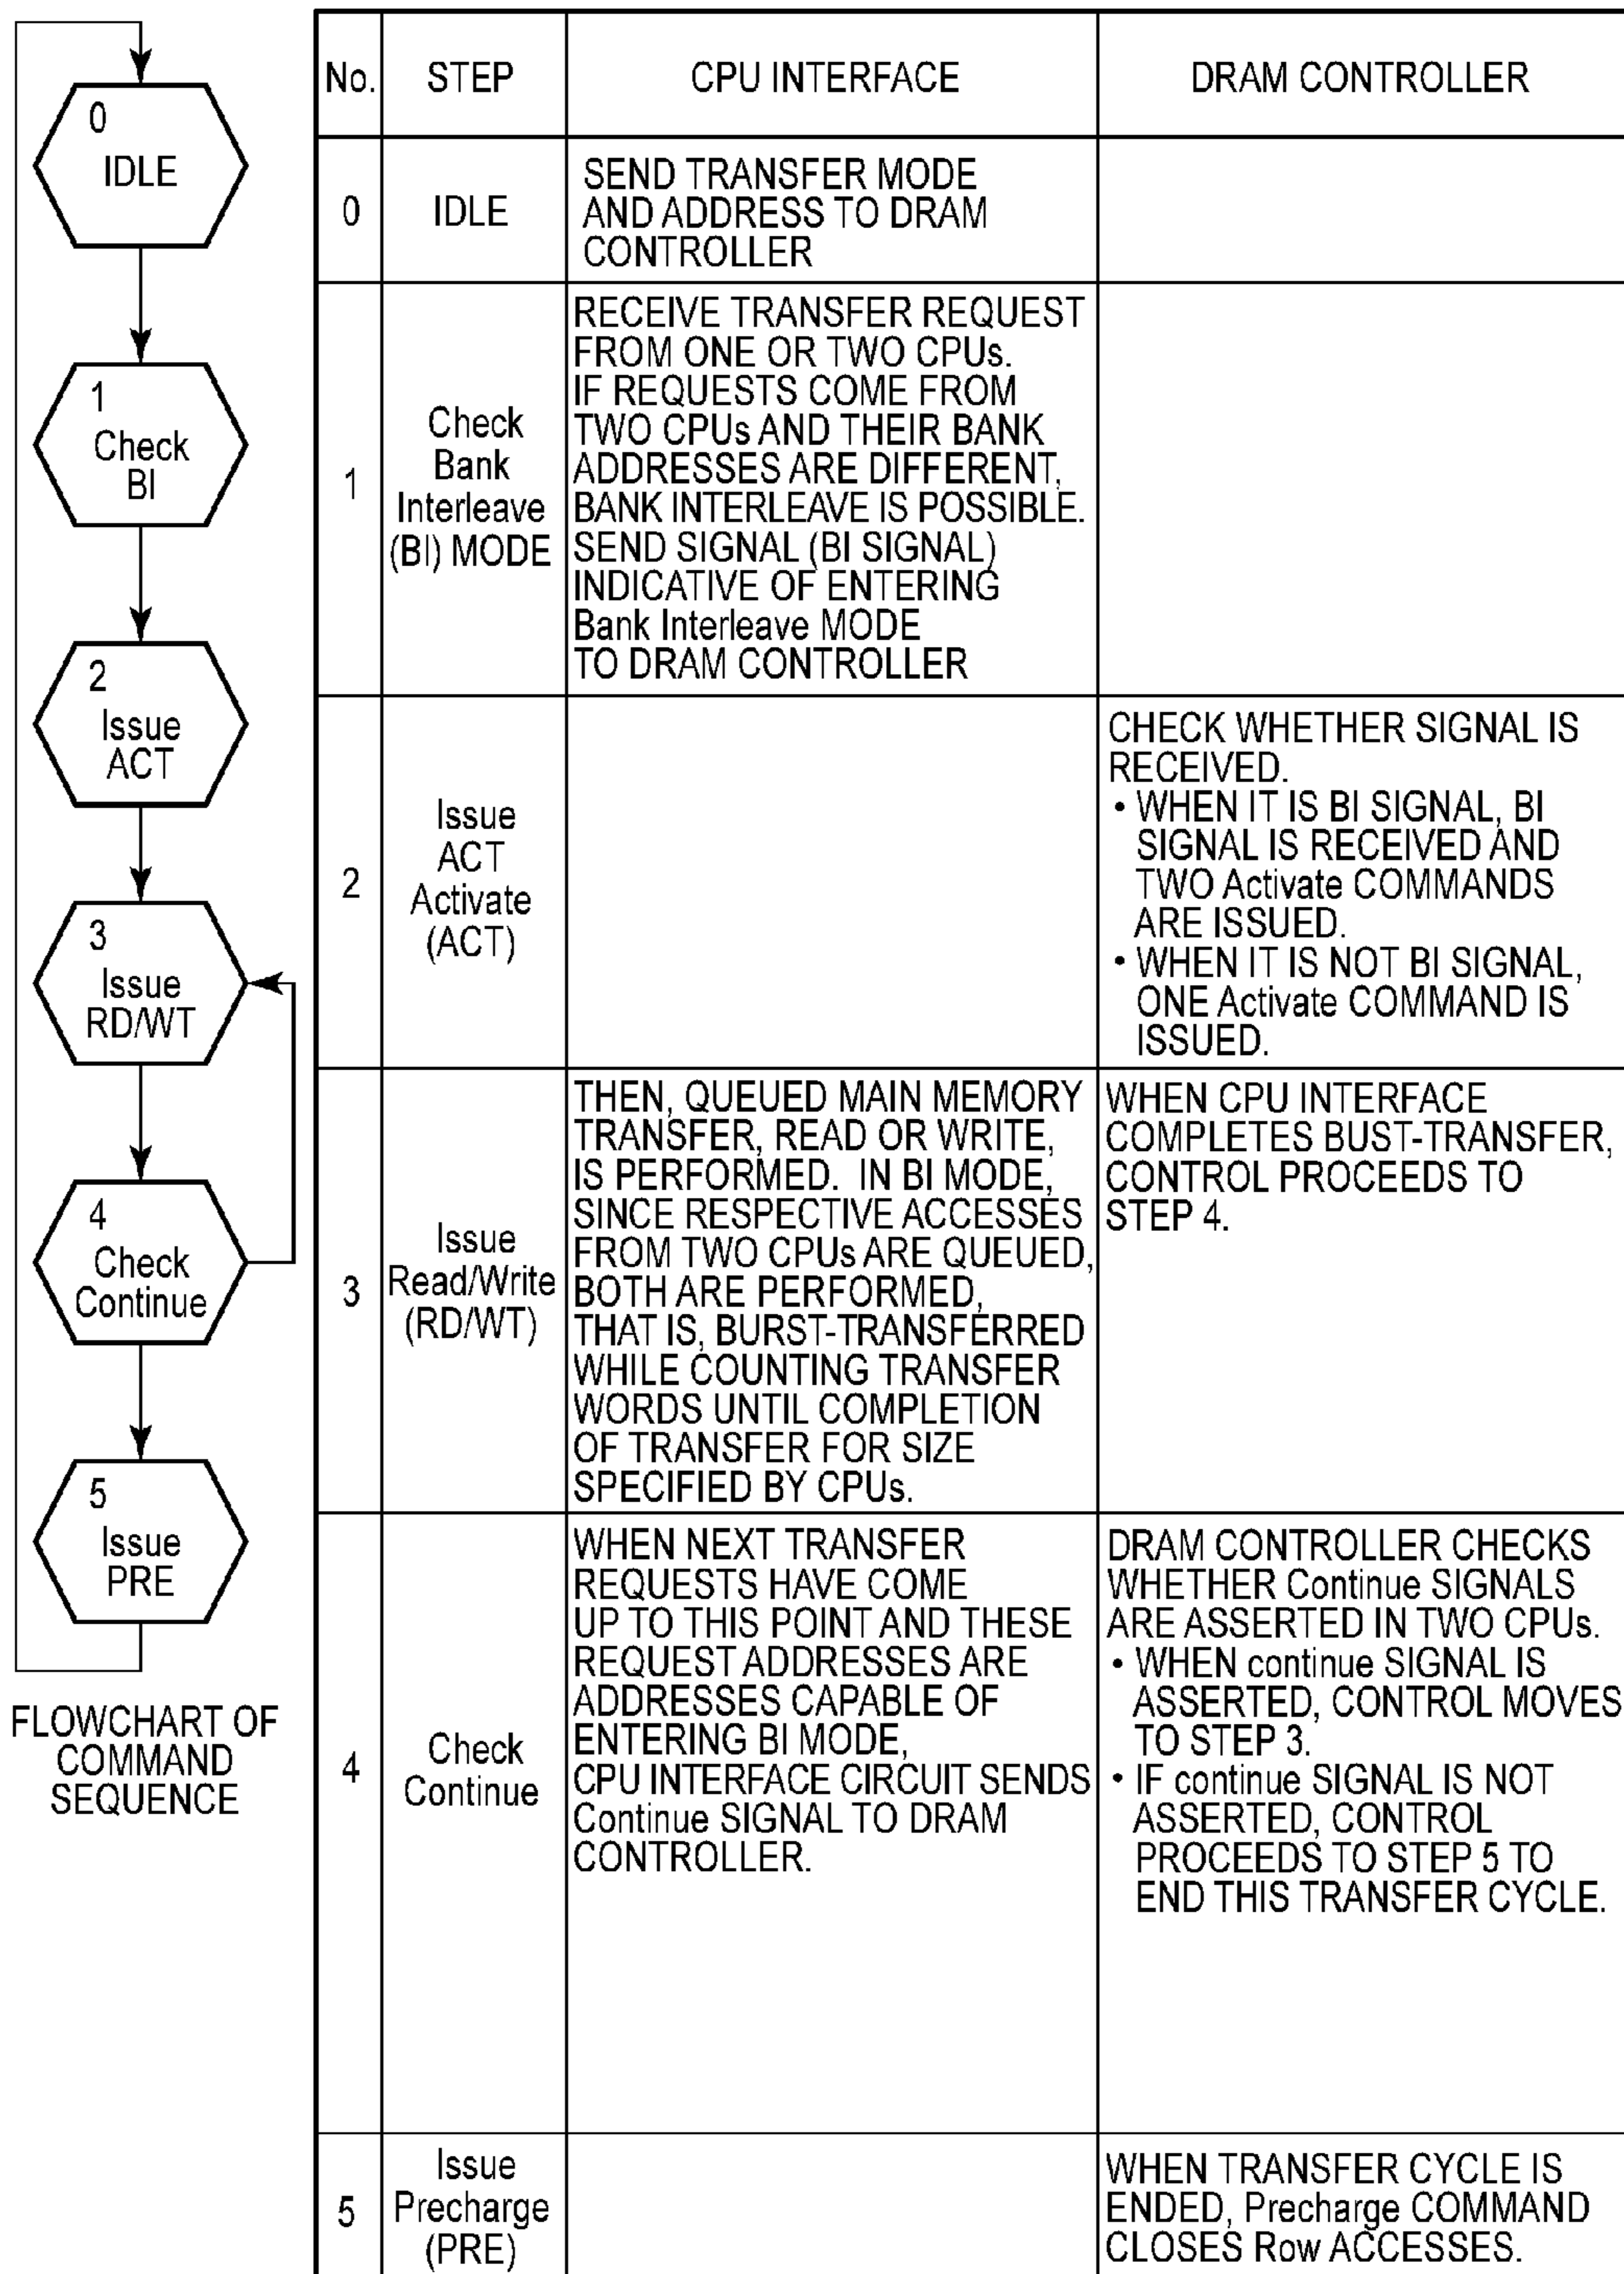 0
IDLE
1
Check
BI
2
Issue
ACT
3
Issue
RD/WT
4
Check
Continue
5
Issue
PRE
FLOWCHART OF
COMMAND
SEQUENCE
No.
STEP
CPU INTERFACE
DRAM CONTROLLER
0
IDLE
SEND TRANSFER MODE
AND ADDRESS TO DRAM
CONTROLLER
1
Check
Bank
Interleave
(BI) MODE
RECEIVE TRANSFER REQUEST
FROM ONE OR TWO CPUs.
IF REQUESTS COME FROM
TWO CPUs AND THEIR BANK
ADDRESSES ARE DIFFERENT,
BANK INTERLEAVE IS POSSIBLE.
SEND SIGNAL (BI SIGNAL)
INDICATIVE OF ENTERING
Bank Interleave MODE
TO DRAM CONTROLLER
2
Issue
ACT
Activate
(ACT)
CHECK WHETHER SIGNAL IS
RECEIVED.
• WHEN IT IS BI SIGNAL, BI
SIGNAL IS RECEIVED AND
TWO Activate COMMANDS
ARE ISSUED.
• WHEN IT IS NOT BI SIGNAL,
ONE Activate COMMAND IS
ISSUED.
3
Issue
Read/Write
(RD/WT)
THEN, QUEUED MAIN MEMORY
TRANSFER, READ OR WRITE,
IS PERFORMED. IN BI MODE,
SINCE RESPECTIVE ACCESSES
FROM TWO CPUs ARE QUEUED,
BOTH ARE PERFORMED,
THAT IS, BURST-TRANSFERRED
WHILE COUNTING TRANSFER
WORDS UNTIL COMPLETION
OF TRANSFER FOR SIZE
SPECIFIED BY CPUs.
WHEN CPU INTERFACE
COMPLETES BUST-TRANSFER,
CONTROL PROCEEDS TO
STEP 4.
4
Check
Continue
WHEN NEXT TRANSFER
REQUESTS HAVE COME
UP TO THIS POINT AND THESE
REQUEST ADDRESSES ARE
ADDRESSES CAPABLE OF
ENTERING BI MODE,
CPU INTERFACE CIRCUIT SENDS
Continue SIGNAL TO DRAM
CONTROLLER.
DRAM CONTROLLER CHECKS
WHETHER Continue SIGNALS
ARE ASSERTED IN TWO CPUs.
• WHEN continue SIGNAL IS
ASSERTED, CONTROL MOVES
TO STEP 3.
• IF continue SIGNAL IS NOT
ASSERTED, CONTROL
PROCEEDS TO STEP 5 TO
END THIS TRANSFER CYCLE.
5
Issue
Precharge
(PRE)
WHEN TRANSFER CYCLE IS
ENDED, Precharge COMMAND
CLOSES Row ACCESSES.